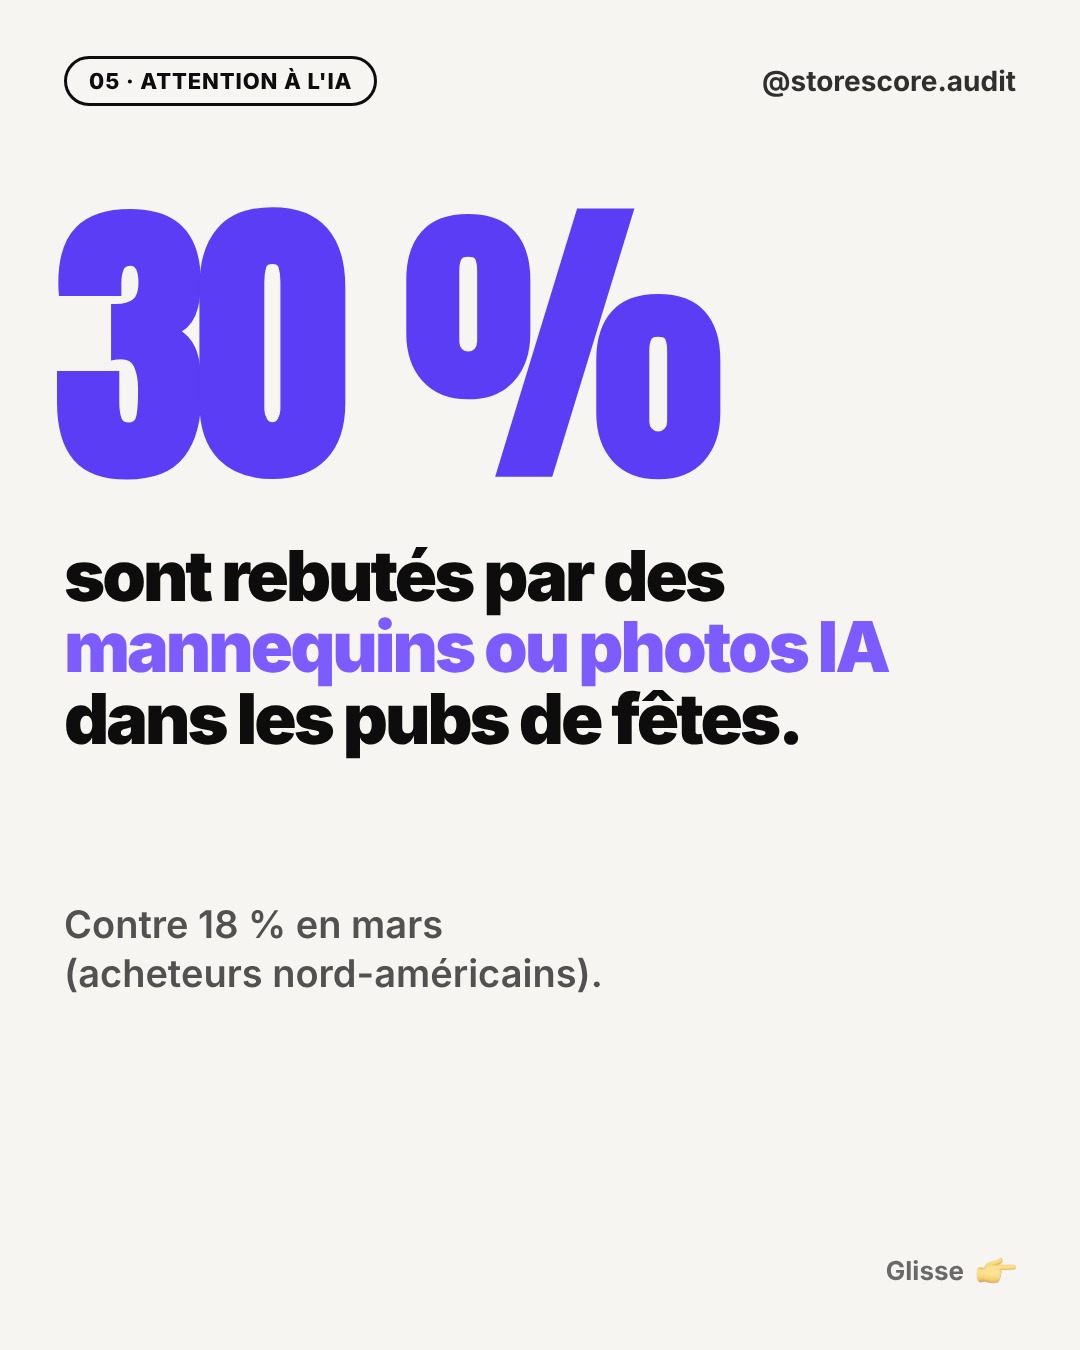 05 · ATTENTION À L'IA
@storescore.audit
30 %
sont rebutés par des
mannequins ou photos IA
dans les pubs de fêtes.
Contre 18 % en mars
(acheteurs nord-américains).
Glisse 👉